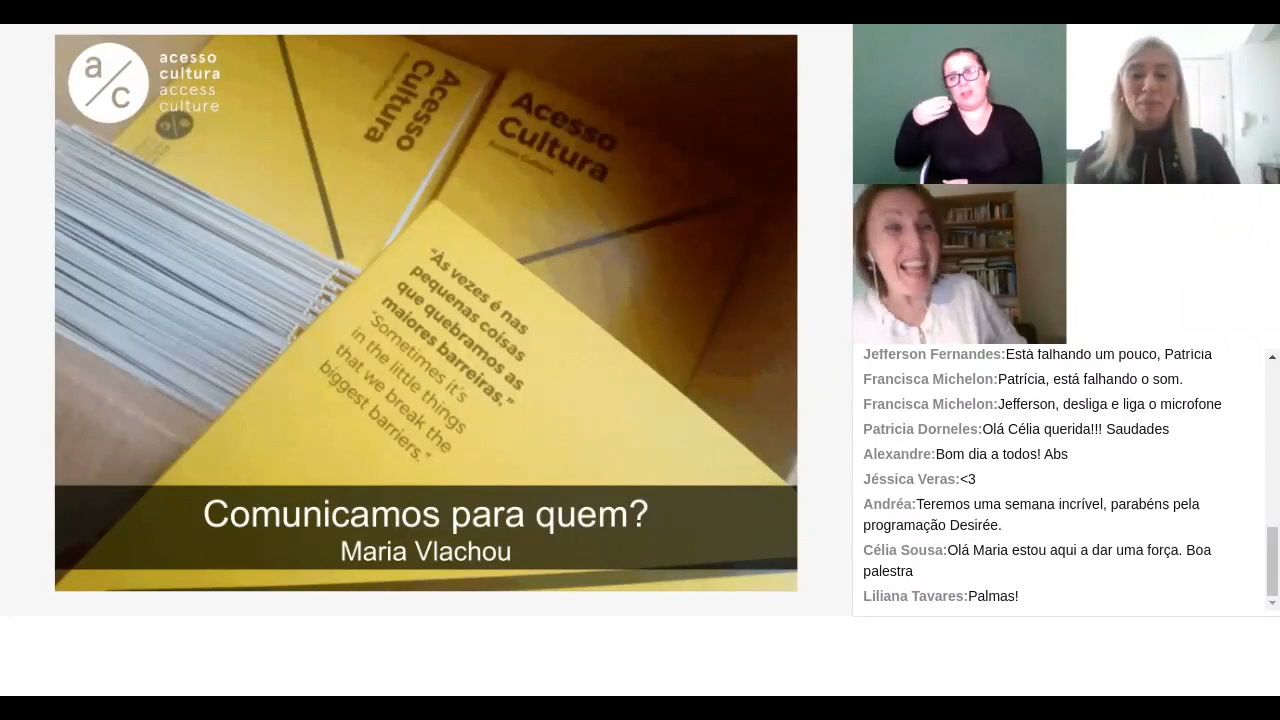 a/c
acesso
cultura
access
culture
Acesso
Cultura
Acesso
Cultura
Access Culture
"Às vezes é nas
pequenas coisas
que quebramos as
maiores barreiras."
"Sometimes it's
in the little things
that we break the
biggest barriers."
Comunicamos para quem?
Maria Vlachou
Jefferson Fernandes:Está falhando um pouco, Patricia
Francisca Michelon:Patrícia, está falhando o som.
Francisca Michelon:Jefferson, desliga e liga o microfone
Patricia Dorneles:Olá Célia querida!!! Saudades
Alexandre:Bom dia a todos! Abs
Jéssica Veras:<3
Andréa:Teremos uma semana incrível, parabéns pela
programação Desirée.
Célia Sousa:Olá Maria estou aqui a dar uma força. Boa
palestra
Liliana Tavares:Palmas!